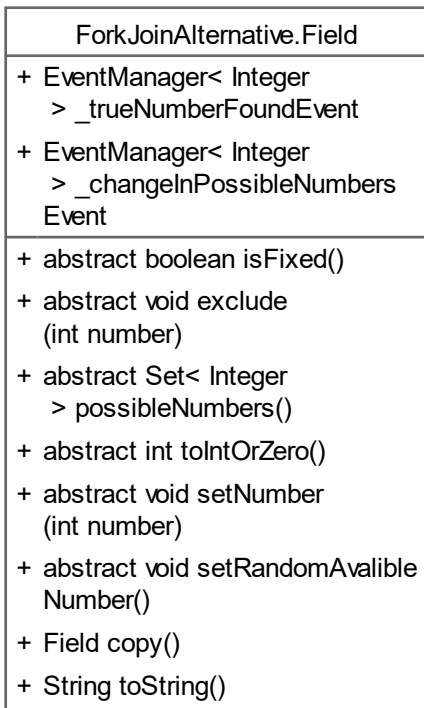 ForkJoinAlternative.Field
+ EventManager< Integer
> _trueNumberFoundEvent
+ EventManager< Integer
> _changeInPossibleNumbers
Event
+ abstract boolean isFixed()
+ abstract void exclude
(int number)
+ abstract Set< Integer
> possibleNumbers()
+ abstract int toIntOrZero()
+ abstract void setNumber
(int number)
+ abstract void setRandomAvalible
Number()
+ Field copy()
+ String toString()